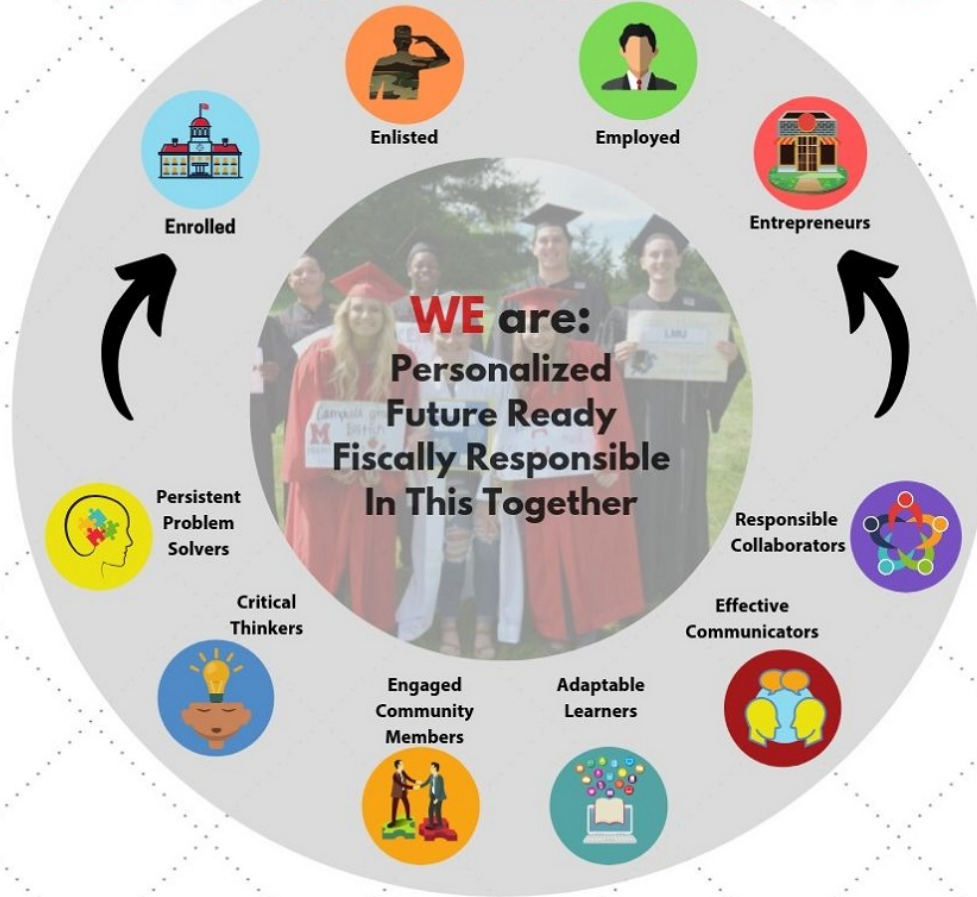 Enlisted
Employed
Enrolled
Entrepreneurs
WE are:
Personalized
Future Ready
Fiscally Responsible
In This Together
LMU
Persistent
Problem
Solvers
Responsible
Collaborators
Critical
Thinkers
Effective
Communicators
Engaged
Community
Members
Adaptable
Learners